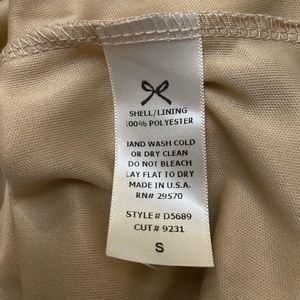 SHELL/LINING
100% POLYESTER
HAND WASH COLD
OR DRY CLEAN
DO NOT BLEACH
LAY FLAT TO DRY
MADE IN U.S.A.
RN# 29570
STYLE# D5689
CUT# 9231
S